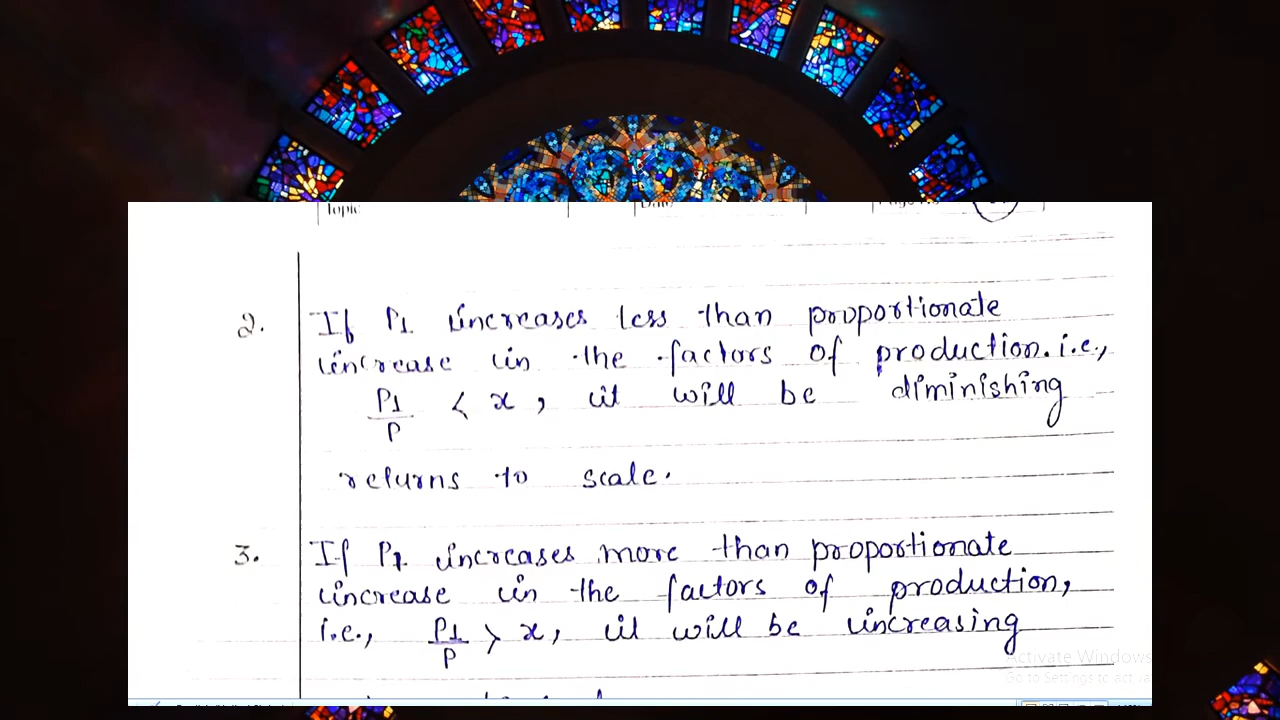 Topic
2. If P1 increases less than proportionate
increase in the factors of production. i.e.,
P1/P < x, it will be diminishing
returns to scale.
3. If P1 increases more than proportionate
increase in the factors of production,
i.e., P1/P > x, it will be increasing
Activate Windows
Go to Settings to activa